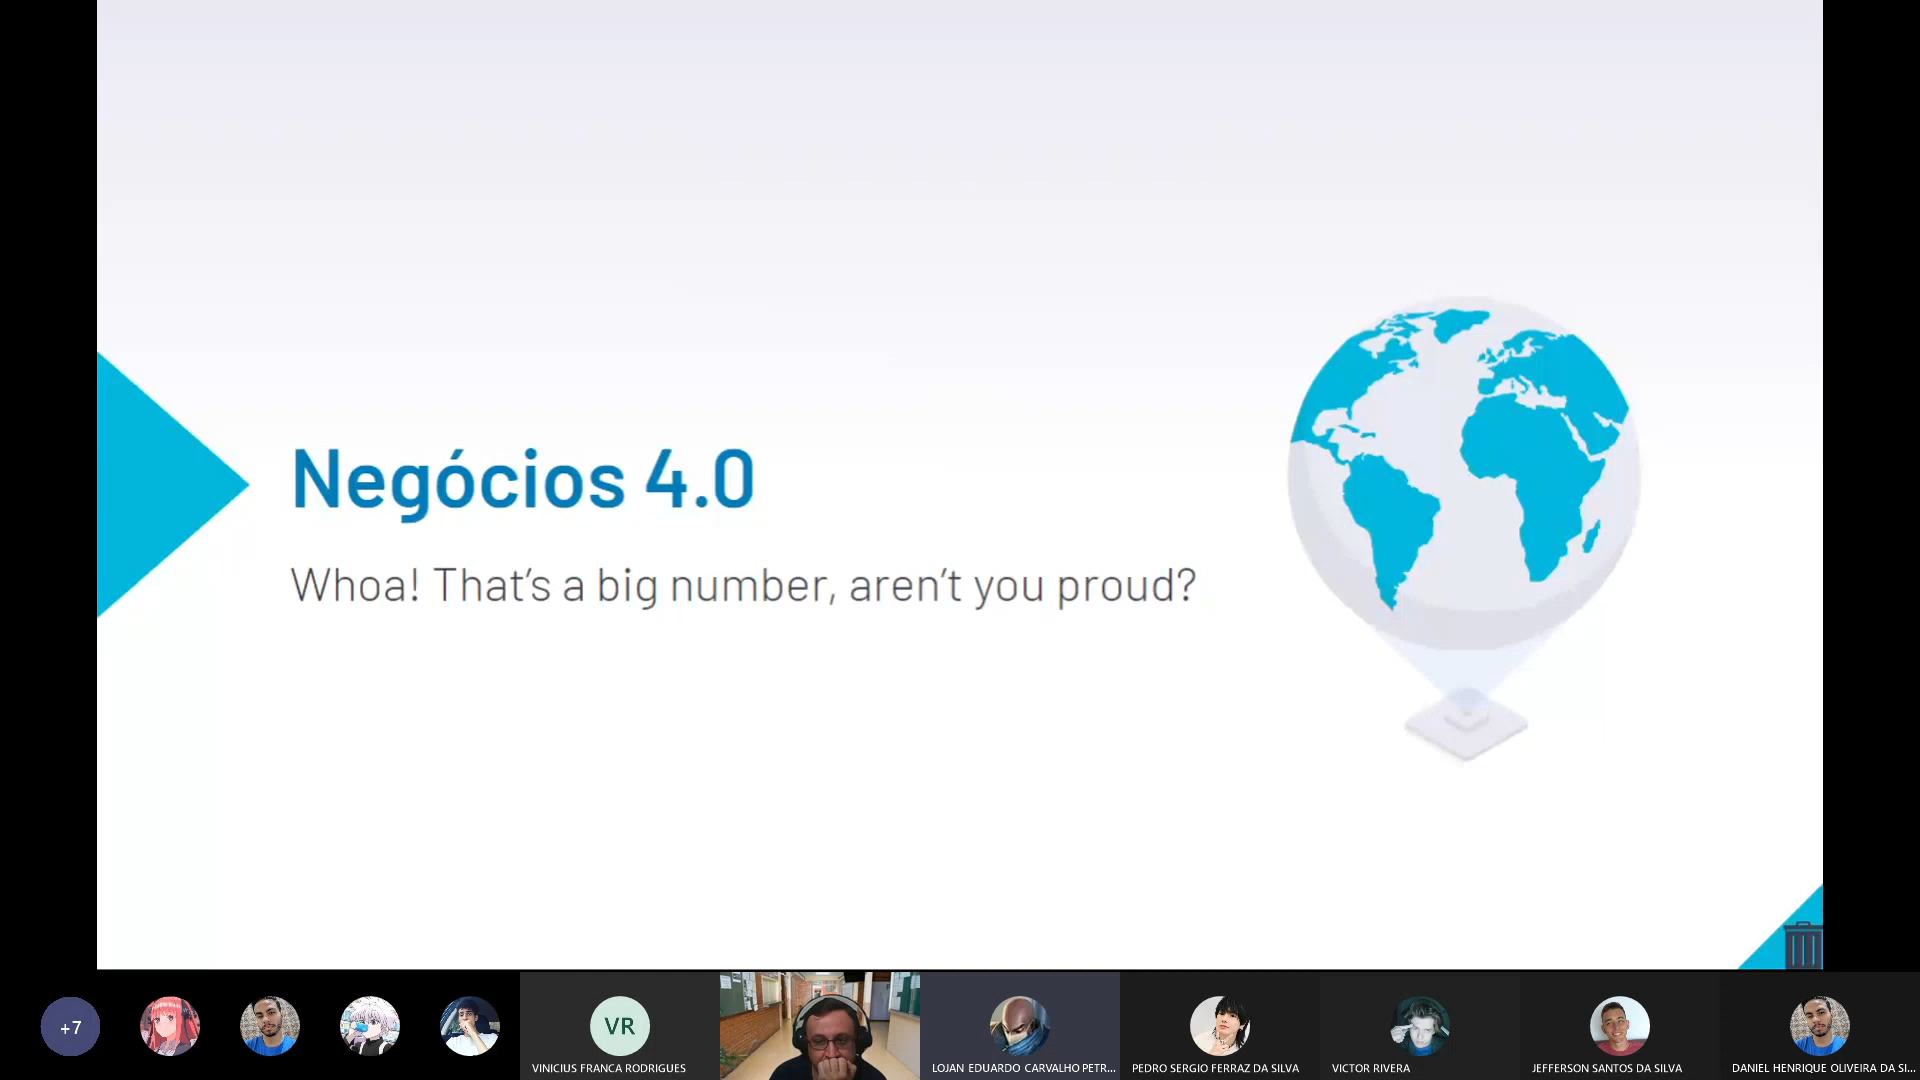 Negócios 4.0
Whoa! That’s a big number, aren’t you proud?
+7
VR
VINICIUS FRANCA RODRIGUES
LOJAN EDUARDO CARVALHO PETR...
PEDRO SERGIO FERRAZ DA SILVA
VICTOR RIVERA
JEFFERSON SANTOS DA SILVA
DANIEL HENRIQUE OLIVEIRA DA SI...